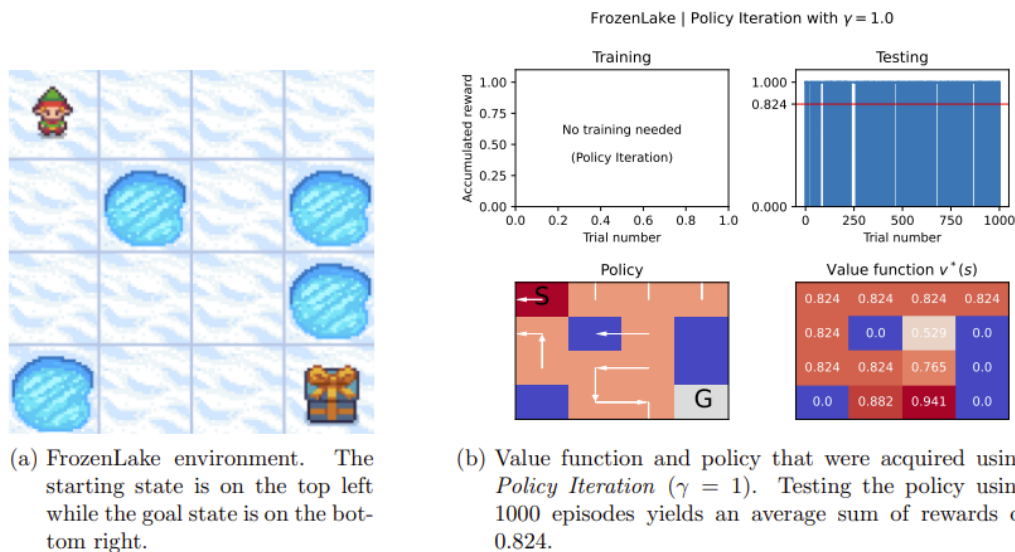 FrozenLake | Policy Iteration with γ = 1.0
Training
Accumulated reward
1.00
0.75
0.50
0.25
0.00
No training needed
(Policy Iteration)
0.0 0.2 0.4 0.6 0.8 1.0
Trial number
Testing
1.000
0.824
0.000
0 250 500 750 1000
Trial number
Policy
S
G
Value function v*(s)
0.824 0.824 0.824 0.824
0.824 0.0 0.529 0.0
0.824 0.824 0.765 0.0
0.0 0.882 0.941 0.0
(a) FrozenLake environment. The
starting state is on the top left
while the goal state is on the bot-
tom right.
(b) Value function and policy that were acquired usin
Policy Iteration (γ = 1). Testing the policy usin
1000 episodes yields an average sum of rewards o
0.824.